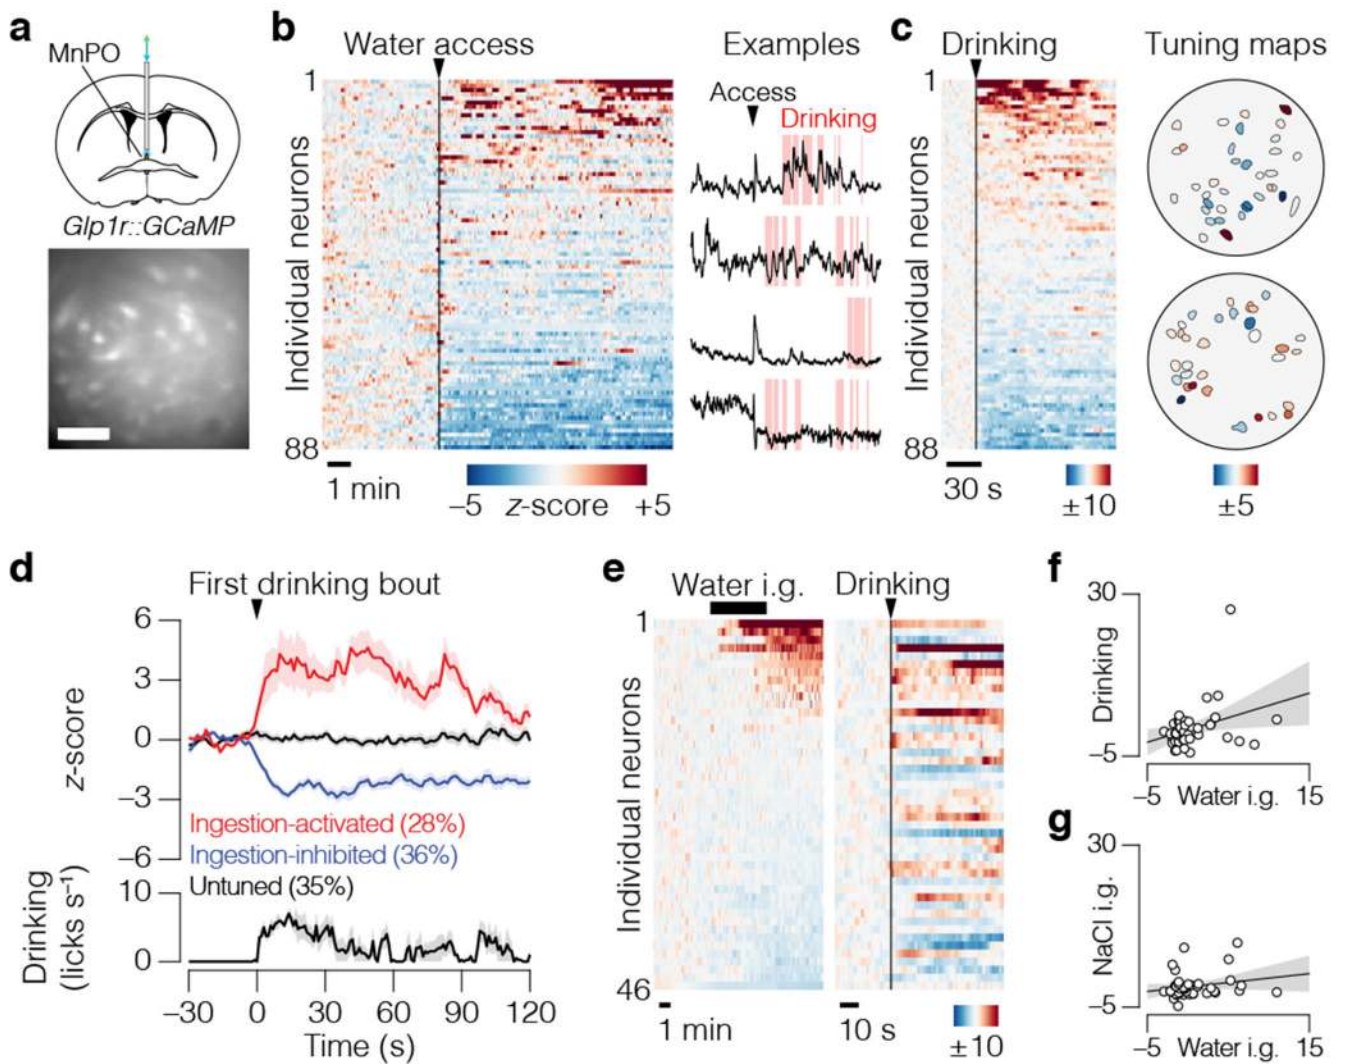 a
MnPO
Glp1r::GCaMP
b
Water access
1
Individual neurons
88
1 min
−5 z-score +5
Examples
Access
Drinking
c
Drinking
1
Individual neurons
88
30 s
±10
Tuning maps
±5
d
First drinking bout
6
3
0
−3
−6
z-score
Ingestion-activated (28%)
Ingestion-inhibited (36%)
Untuned (35%)
10
0
Drinking
(licks s⁻¹)
−30 0 30 60 90 120
Time (s)
e
Water i.g.
Drinking
1
Individual neurons
46
1 min
10 s
±10
f
30
Drinking
−5
−5 Water i.g. 15
g
30
NaCl i.g.
−5
−5 Water i.g. 15